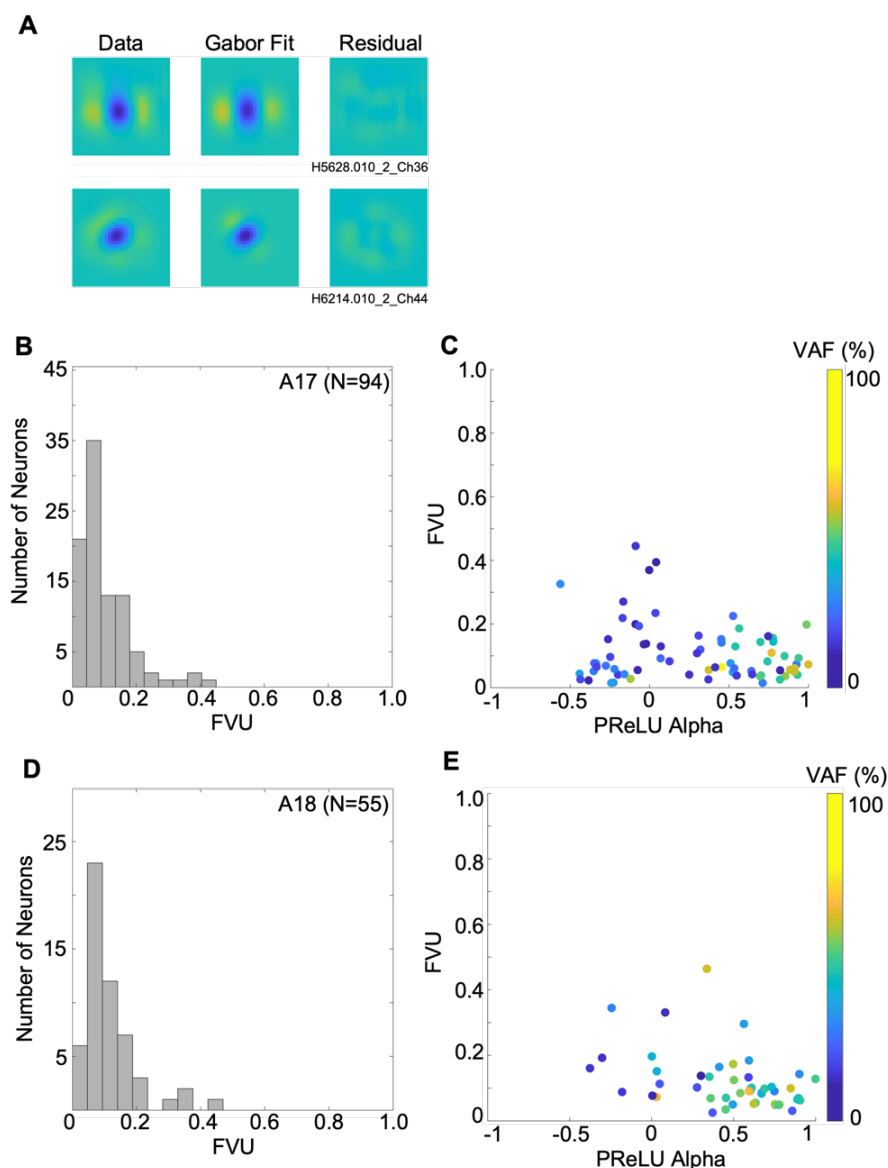 A
Data Gabor Fit Residual
H5628.010_2_Ch36
H6214.010_2_Ch44
B
A17 (N=94)
45
35
25
15
5
Number of Neurons
0 0.2 0.4 0.6 0.8 1.0
FVU
C
VAF (%)
100
0
1.0
0.8
0.6
0.4
0.2
0
FVU
-1 -0.5 0 0.5 1
PReLU Alpha
D
A18 (N=55)
25
15
5
Number of Neurons
0 0.2 0.4 0.6 0.8 1.0
FVU
E
VAF (%)
100
0
1.0
0.8
0.6
0.4
0.2
0
FVU
-1 -0.5 0 0.5 1
PReLU Alpha